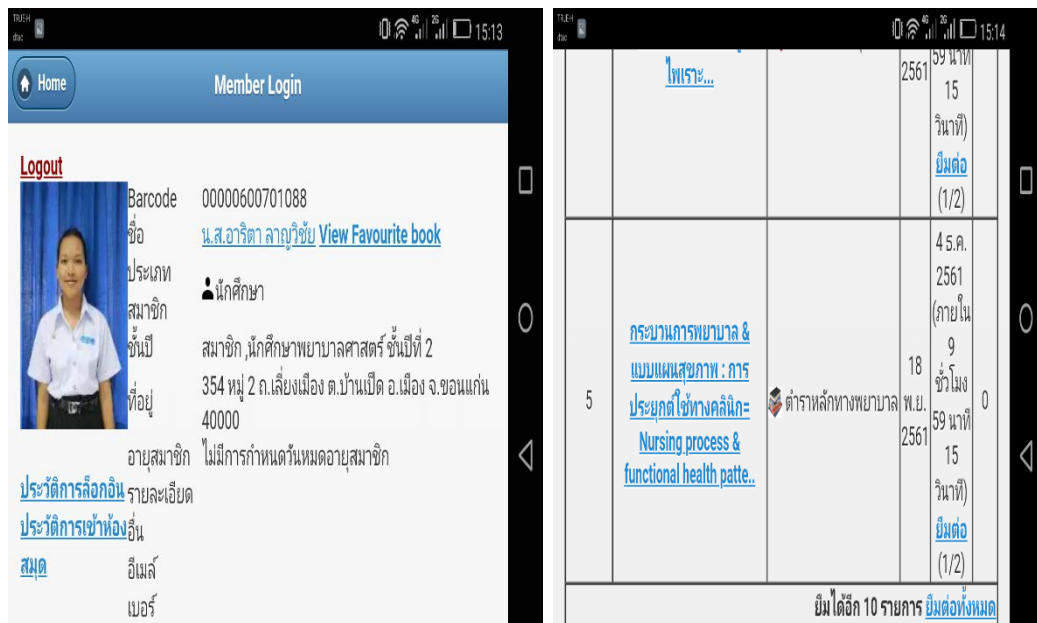 TRUE-H
dtac
4G
2G
15:13
Home
Member Login
Logout
Barcode 00000600701088
ชื่อ น.ส.อาริตา ลาญวิชัย View Favourite book
ประเภท
สมาชิก
นักศึกษา
ชั้นปี สมาชิก ,นักศึกษาพยาบาลศาสตร์ ชั้นปีที่ 2
ที่อยู่ 354 หมู่ 2 ถ.เลี่ยงเมือง ต.บ้านเป็ด อ.เมือง จ.ขอนแก่น
40000
อายุสมาชิก ไม่มีการกำหนดวันหมดอายุสมาชิก
ประวัติการล็อกอิน
ประวัติการเข้าห้อง
สมุด
รายละเอียด
อื่น
อีเมล์
เบอร์
TRUE-H
dtac
4G
2G
15:14
ไพเราะ...
2561
59 นาที
15
วินาที)
ยืมต่อ
(1/2)
5
กระบวนการพยาบาล &
แบบแผนสุขภาพ : การ
ประยุกต์ใช้ทางคลินิก=
Nursing process &
functional health patte..
ตำราหลักทางพยาบาล
18
พ.ย.
2561
4 ธ.ค.
2561
(ภายใน
9
ชั่วโมง
59 นาที
15
วินาที)
ยืมต่อ
(1/2)
0
ยืมได้อีก 10 รายการ ยืมต่อทั้งหมด